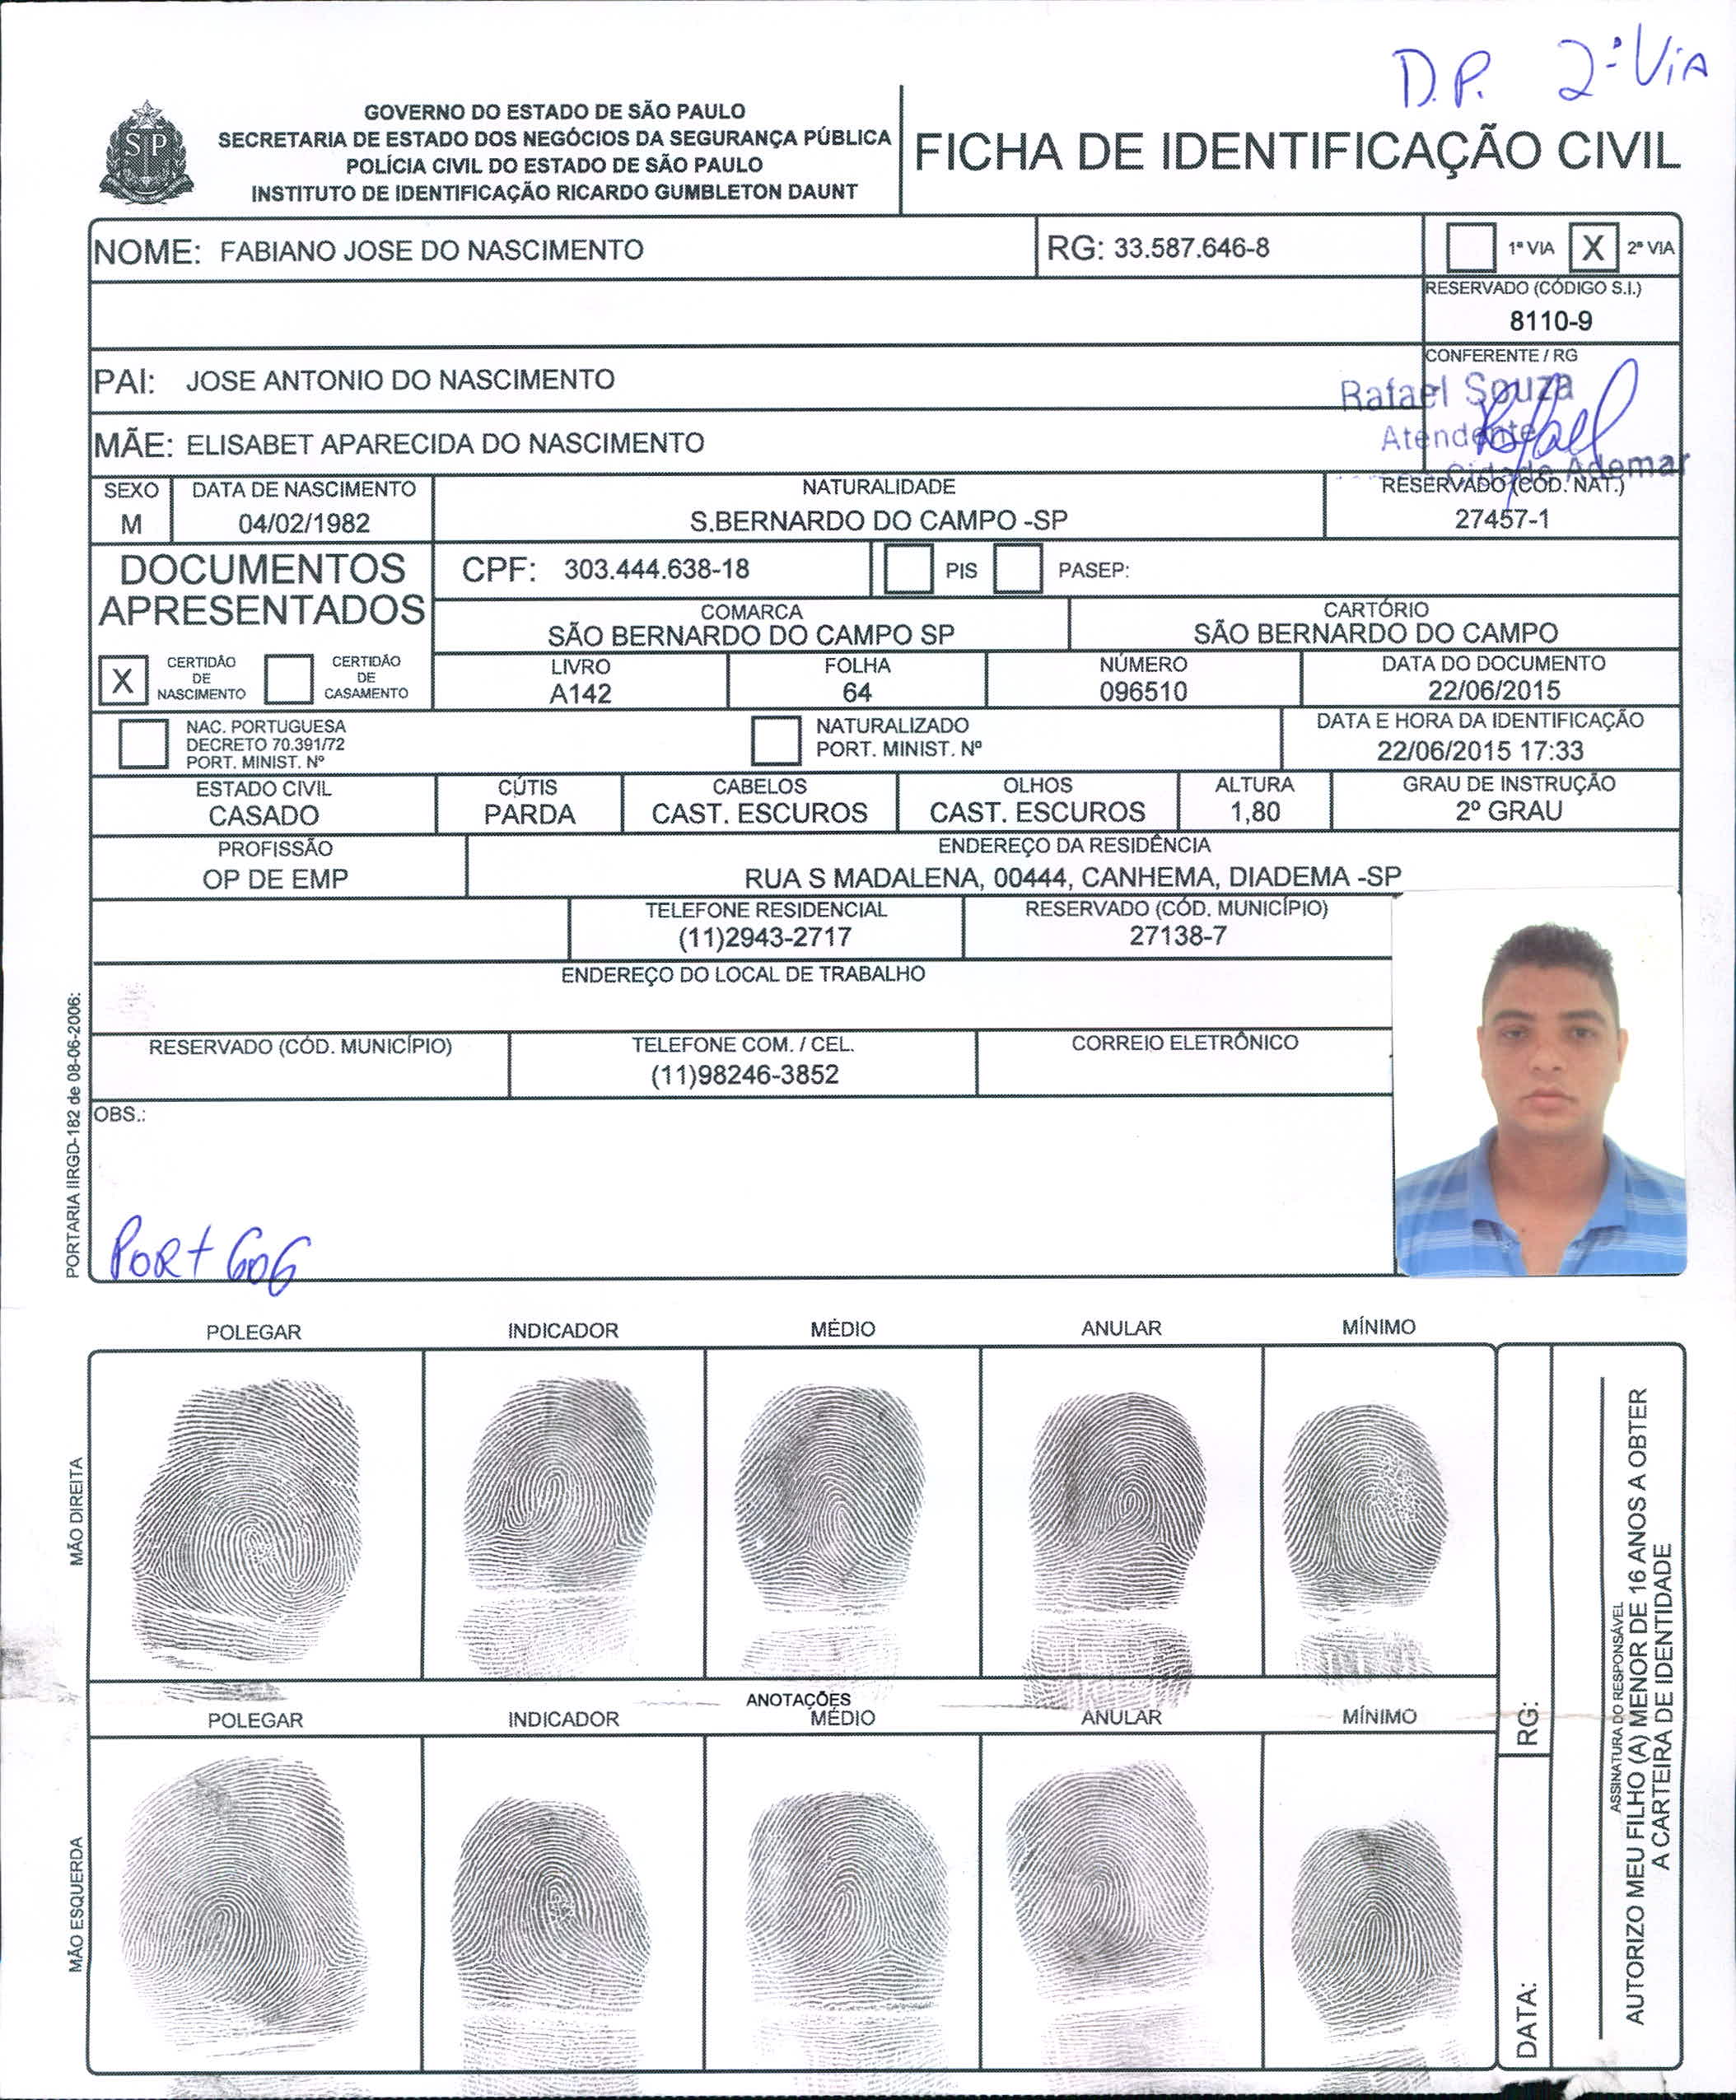 D.P. 2ª Via
GOVERNO DO ESTADO DE SÃO PAULO
SECRETARIA DE ESTADO DOS NEGÓCIOS DA SEGURANÇA PÚBLICA
POLÍCIA CIVIL DO ESTADO DE SÃO PAULO
INSTITUTO DE IDENTIFICAÇÃO RICARDO GUMBLETON DAUNT
SP
FICHA DE IDENTIFICAÇÃO CIVIL
NOME: FABIANO JOSE DO NASCIMENTO
RG: 33.587.646-8
1ª VIA X 2ª VIA
RESERVADO (CÓDIGO S.I.)
8110-9
PAI: JOSE ANTONIO DO NASCIMENTO
CONFERENTE / RG
Rafael Souza
Atendente
Cidade Ademar
MÃE: ELISABET APARECIDA DO NASCIMENTO
SEXO
M
DATA DE NASCIMENTO
04/02/1982
NATURALIDADE
S.BERNARDO DO CAMPO -SP
RESERVADO (CÓD. NAT.)
27457-1
DOCUMENTOS
APRESENTADOS
CPF: 303.444.638-18
PIS PASEP:
COMARCA
SÃO BERNARDO DO CAMPO SP
CARTÓRIO
SÃO BERNARDO DO CAMPO
X CERTIDÃO
DE
NASCIMENTO
CERTIDÃO
DE
CASAMENTO
LIVRO
A142
FOLHA
64
NÚMERO
096510
DATA DO DOCUMENTO
22/06/2015
NAC. PORTUGUESA
DECRETO 70.391/72
PORT. MINIST. Nº
NATURALIZADO
PORT. MINIST. Nº
DATA E HORA DA IDENTIFICAÇÃO
22/06/2015 17:33
ESTADO CIVIL
CASADO
CÚTIS
PARDA
CABELOS
CAST. ESCUROS
OLHOS
CAST. ESCUROS
ALTURA
1,80
GRAU DE INSTRUÇÃO
2º GRAU
PROFISSÃO
OP DE EMP
ENDEREÇO DA RESIDÊNCIA
RUA S MADALENA, 00444, CANHEMA, DIADEMA -SP
TELEFONE RESIDENCIAL
(11)2943-2717
RESERVADO (CÓD. MUNICÍPIO)
27138-7
ENDEREÇO DO LOCAL DE TRABALHO
RESERVADO (CÓD. MUNICÍPIO)
TELEFONE COM. / CEL.
(11)98246-3852
CORREIO ELETRÔNICO
OBS.:
Port 606
PORTARIA IIRGD-182 de 08-06-2006:
POLEGAR INDICADOR MÉDIO ANULAR MÍNIMO
MÃO DIREITA
ANOTAÇÕES
POLEGAR INDICADOR MÉDIO ANULAR MÍNIMO
MÃO ESQUERDA
RG:
DATA:
ASSINATURA DO RESPONSÁVEL
AUTORIZO MEU FILHO (A) MENOR DE 16 ANOS A OBTER
A CARTEIRA DE IDENTIDADE